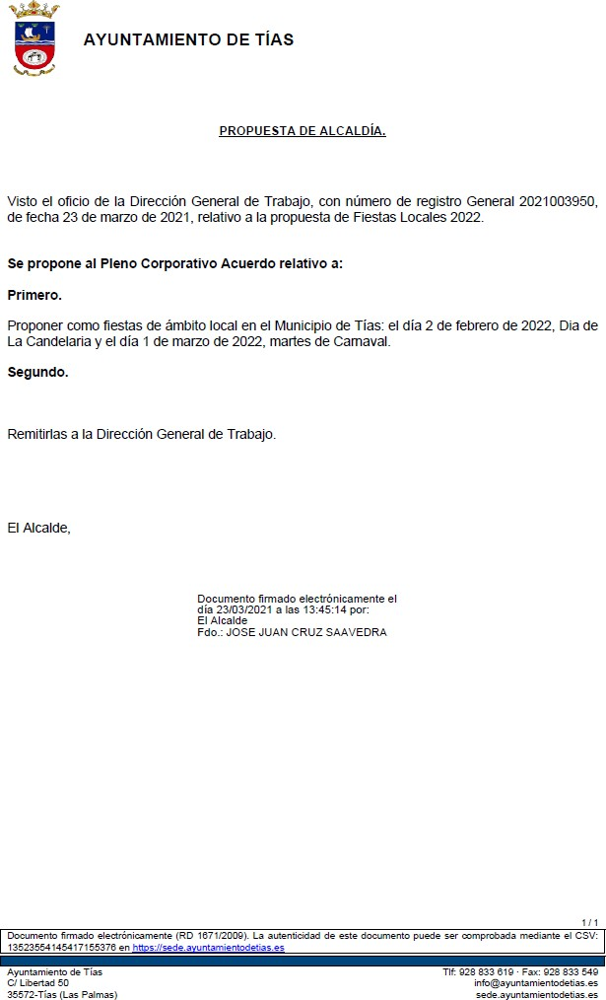 AYUNTAMIENTO DE TÍAS
PROPUESTA DE ALCALDÍA.
Visto el oficio de la Dirección General de Trabajo, con número de registro General 2021003950,
de fecha 23 de marzo de 2021, relativo a la propuesta de Fiestas Locales 2022.
Se propone al Pleno Corporativo Acuerdo relativo a:
Primero.
Proponer como fiestas de ámbito local en el Municipio de Tías: el día 2 de febrero de 2022, Dia de
La Candelaria y el día 1 de marzo de 2022, martes de Carnaval.
Segundo.
Remitirlas a la Dirección General de Trabajo.
El Alcalde,
Documento firmado electrónicamente el
día 23/03/2021 a las 13:45:14 por:
El Alcalde
Fdo.: JOSE JUAN CRUZ SAAVEDRA
1 / 1
Documento firmado electrónicamente (RD 1671/2009). La autenticidad de este documento puede ser comprobada mediante el CSV:
13523554145417155376 en https://sede.ayuntamientodetias.es
Ayuntamiento de Tías
C/ Libertad 50
35572-Tías (Las Palmas)
Tlf: 928 833 619 · Fax: 928 833 549
info@ayuntamientodetias.es
sede.ayuntamientodetias.es